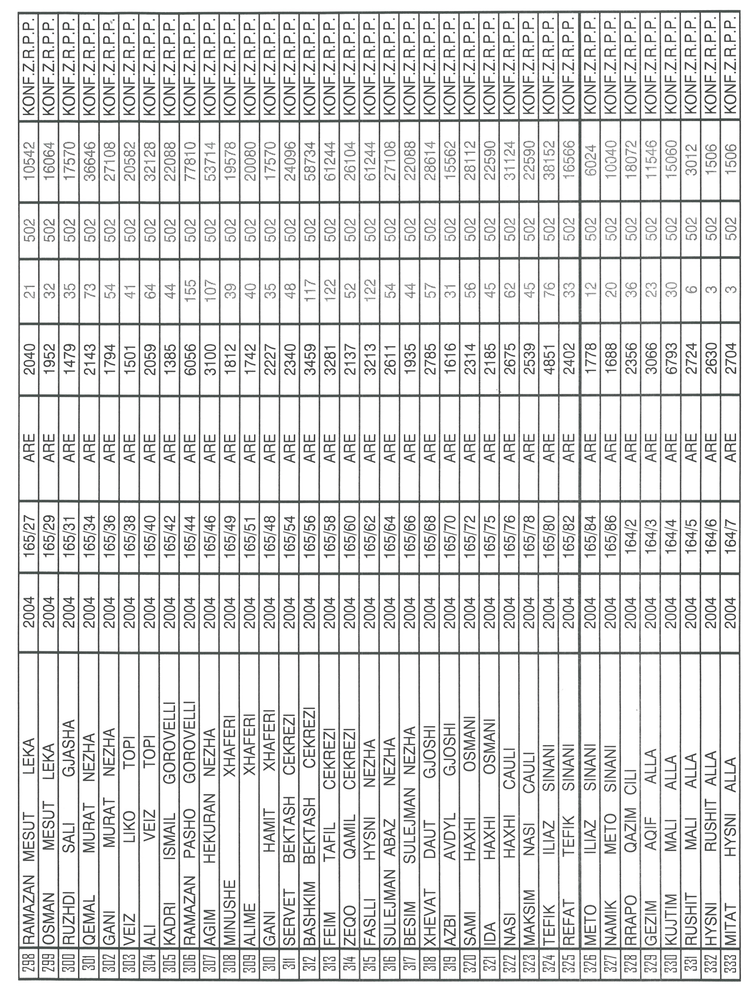 298 RAMAZAN MESUT LEKA 2004 165/27 ARE 2040 21 502 10542 KONF.Z.R.P.P.
299 OSMAN MESUT LEKA 2004 165/29 ARE 1952 32 502 16064 KONF.Z.R.P.P.
300 RUZHDI SALI GJASHA 2004 165/31 ARE 1479 35 502 17570 KONF.Z.R.P.P.
301 QEMAL MURAT NEZHA 2004 165/34 ARE 2143 73 502 36646 KONF.Z.R.P.P.
302 GANI MURAT NEZHA 2004 165/36 ARE 1794 54 502 27108 KONF.Z.R.P.P.
303 VEIZ LIKO TOPI 2004 165/38 ARE 1501 41 502 20582 KONF.Z.R.P.P.
304 ALI VEIZ TOPI 2004 165/40 ARE 2059 64 502 32128 KONF.Z.R.P.P.
305 KADRI ISMAIL GOROVELLI 2004 165/42 ARE 1385 44 502 22088 KONF.Z.R.P.P.
306 RAMAZAN PASHO GOROVELLI 2004 165/44 ARE 6056 155 502 77810 KONF.Z.R.P.P.
307 AGIM HEKURAN NEZHA 2004 165/46 ARE 3100 107 502 53714 KONF.Z.R.P.P.
308 MINUSHE XHAFERI 2004 165/49 ARE 1812 39 502 19578 KONF.Z.R.P.P.
309 ALIME XHAFERI 2004 165/51 ARE 1742 40 502 20080 KONF.Z.R.P.P.
310 GANI HAMIT XHAFERI 2004 165/48 ARE 2227 35 502 17570 KONF.Z.R.P.P.
311 SERVET BEKTASH CEKREZI 2004 165/54 ARE 2340 48 502 24096 KONF.Z.R.P.P.
312 BASHKIM BEKTASH CEKREZI 2004 165/56 ARE 3459 117 502 58734 KONF.Z.R.P.P.
313 FEIM TAFIL CEKREZI 2004 165/58 ARE 3281 122 502 61244 KONF.Z.R.P.P.
314 ZEQO QAMIL CEKREZI 2004 165/60 ARE 2137 52 502 26104 KONF.Z.R.P.P.
315 FASLLI HYSNI NEZHA 2004 165/62 ARE 3213 122 502 61244 KONF.Z.R.P.P.
316 SULEJMAN ABAZ NEZHA 2004 165/64 ARE 2611 54 502 27108 KONF.Z.R.P.P.
317 BESIM SULEJMAN NEZHA 2004 165/66 ARE 1935 44 502 22088 KONF.Z.R.P.P.
318 XHEVAT DAUT GJOSHI 2004 165/68 ARE 2785 57 502 28614 KONF.Z.R.P.P.
319 AZBI AVDYL GJOSHI 2004 165/70 ARE 1616 31 502 15562 KONF.Z.R.P.P.
320 SAMI HAXHI OSMANI 2004 165/72 ARE 2314 56 502 28112 KONF.Z.R.P.P.
321 IDA HAXHI OSMANI 2004 165/75 ARE 2185 45 502 22590 KONF.Z.R.P.P.
322 NASI HAXHI CAULI 2004 165/76 ARE 2675 62 502 31124 KONF.Z.R.P.P.
323 MAKSIM NASI CAULI 2004 165/78 ARE 2539 45 502 22590 KONF.Z.R.P.P.
324 TEFIK ILIAZ SINANI 2004 165/80 ARE 4851 76 502 38152 KONF.Z.R.P.P.
325 REFAT TEFIK SINANI 2004 165/82 ARE 2402 33 502 16566 KONF.Z.R.P.P.
326 METO ILIAZ SINANI 2004 165/84 ARE 1778 12 502 6024 KONF.Z.R.P.P.
327 NAMIK METO SINANI 2004 165/86 ARE 1688 20 502 10040 KONF.Z.R.P.P.
328 RRAPO QAZIM CILI 2004 164/2 ARE 2356 36 502 18072 KONF.Z.R.P.P.
329 GEZIM AQIF ALLA 2004 164/3 ARE 3066 23 502 11546 KONF.Z.R.P.P.
330 KUJTIM MALI ALLA 2004 164/4 ARE 6793 30 502 15060 KONF.Z.R.P.P.
331 RUSHIT MALI ALLA 2004 164/5 ARE 2724 6 502 3012 KONF.Z.R.P.P.
332 HYSNI RUSHIT ALLA 2004 164/6 ARE 2630 3 502 1506 KONF.Z.R.P.P.
333 MITAT HYSNI ALLA 2004 164/7 ARE 2704 3 502 1506 KONF.Z.R.P.P.